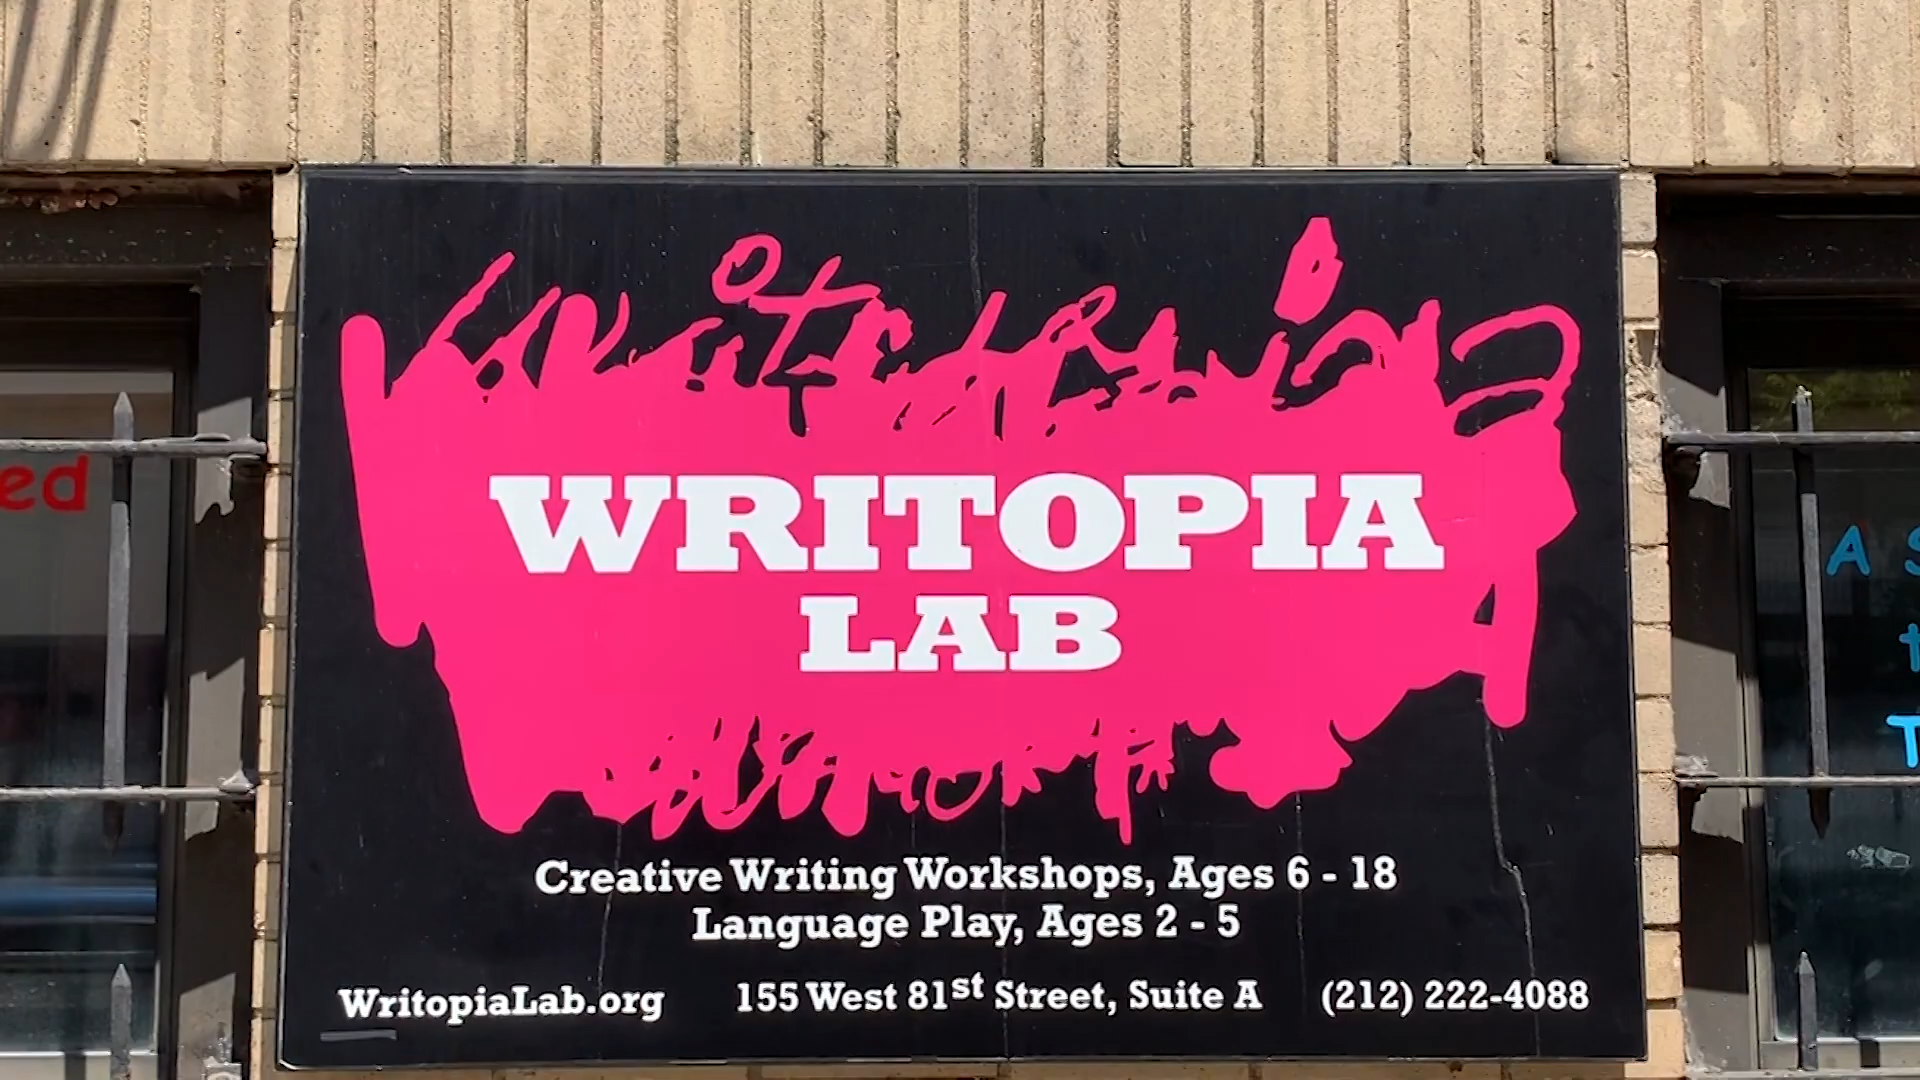 WRITOPIA
LAB
Creative Writing Workshops, Ages 6 - 18
Language Play, Ages 2 - 5
WritopiaLab.org 155 West 81st Street, Suite A (212) 222-4088
ed
A